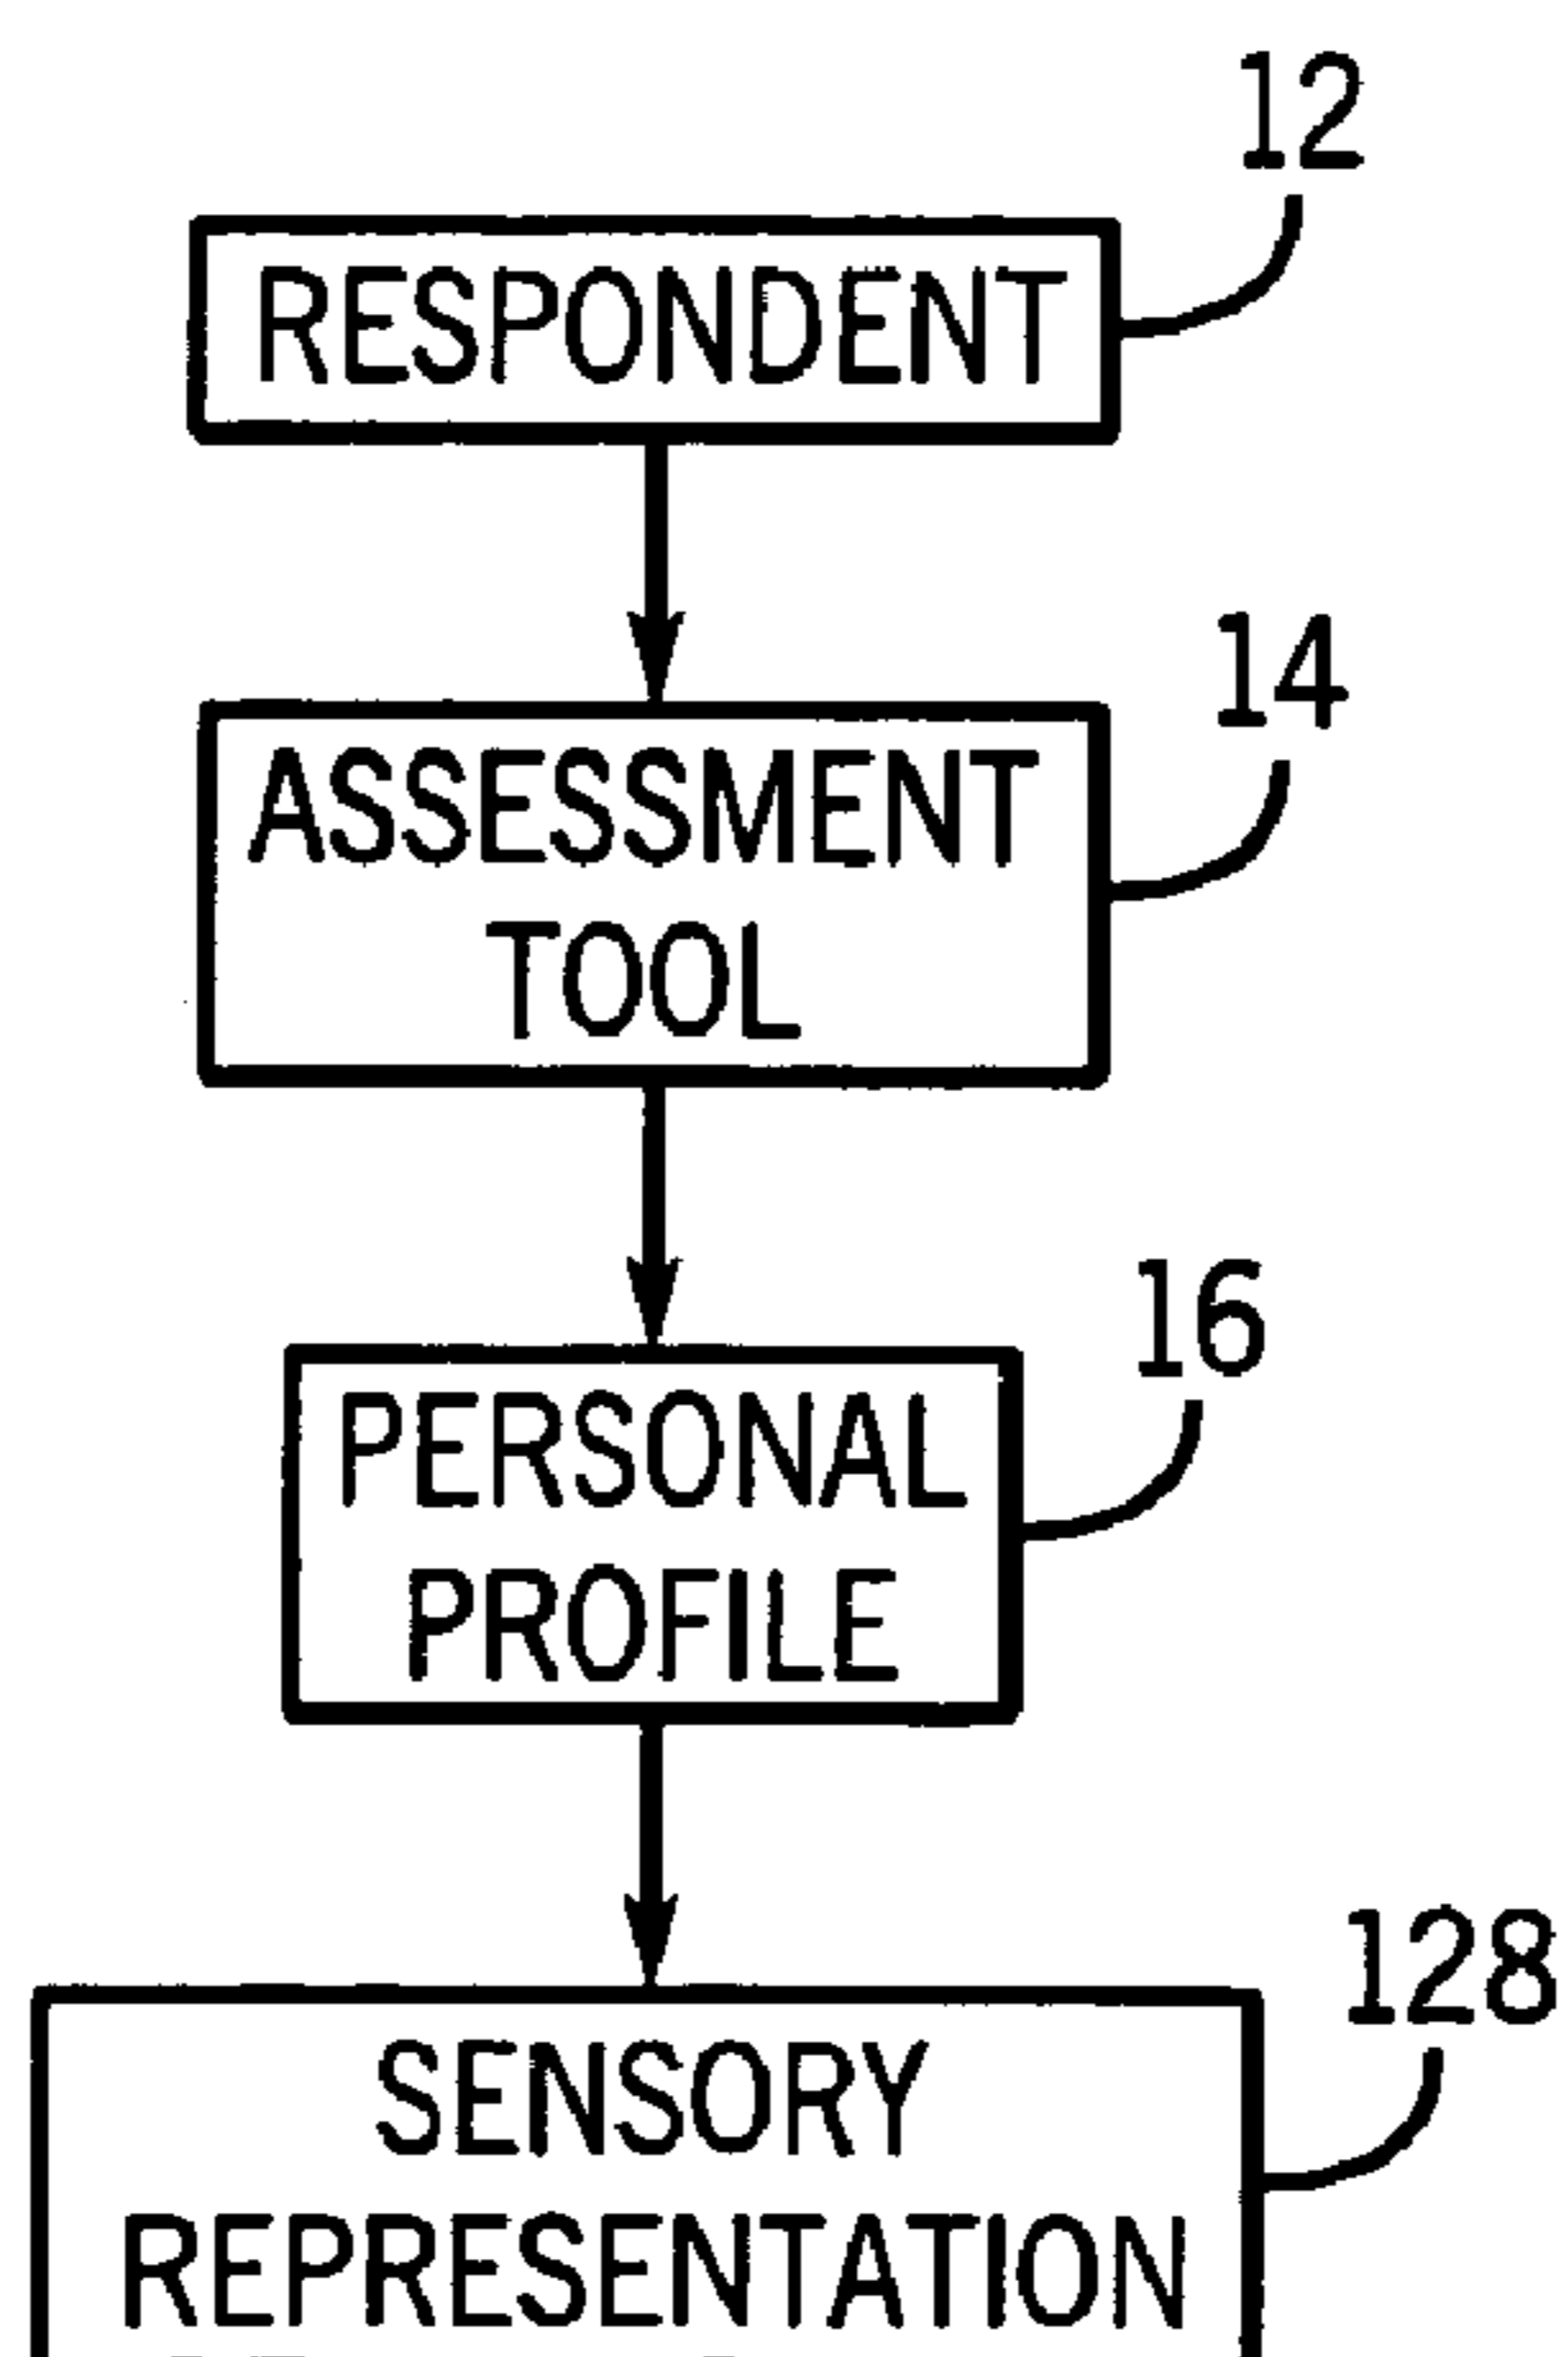 12
RESPONDENT
14
ASSESSMENT
TOOL
16
PERSONAL
PROFILE
128
SENSORY
REPRESENTATION